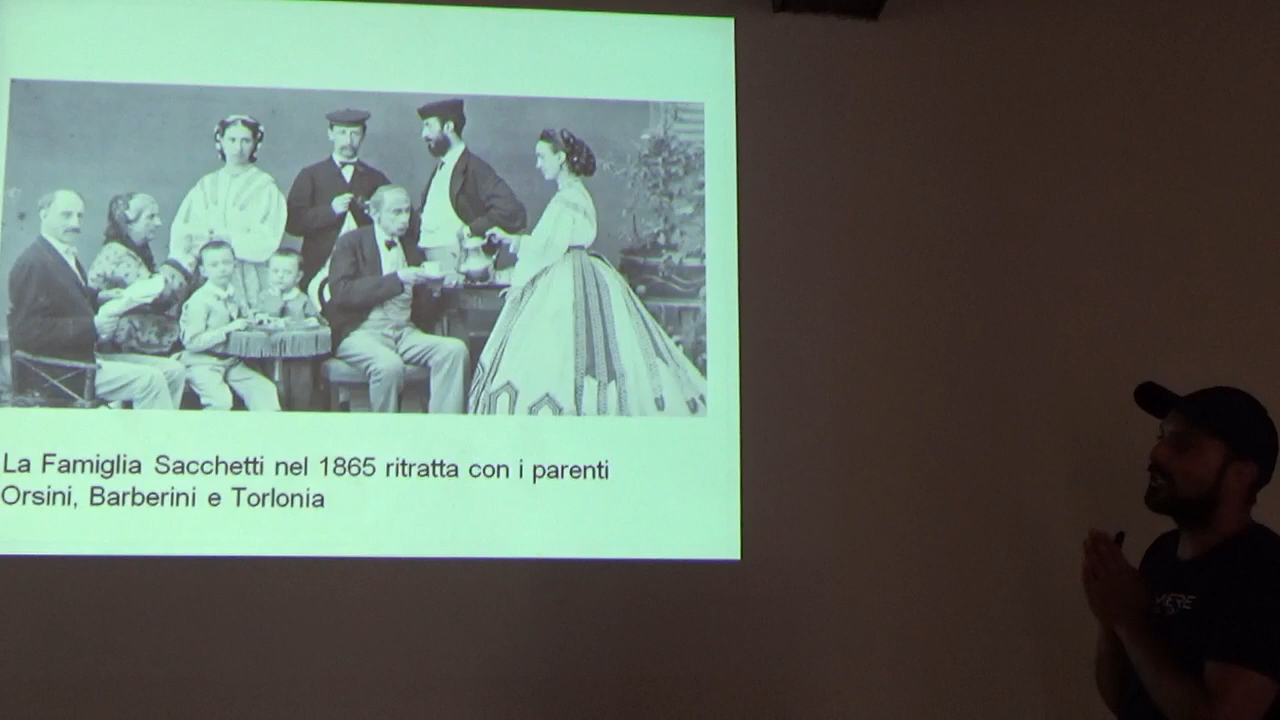 La Famiglia Sacchetti nel 1865 ritratta con i parenti
Orsini, Barberini e Torlonia